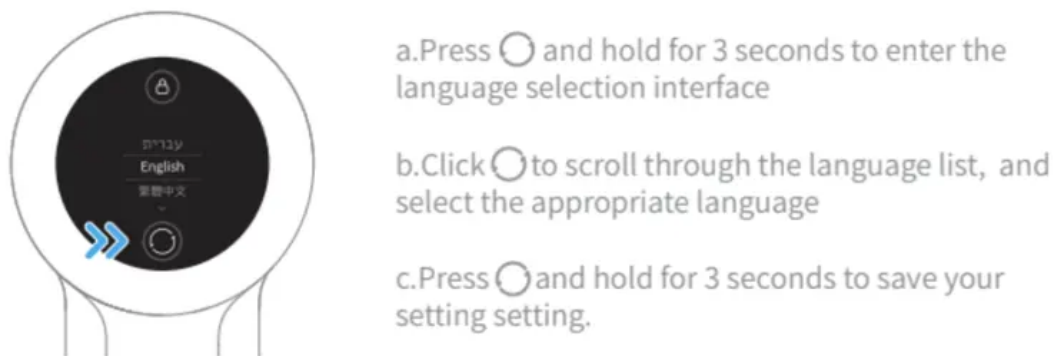 עברית
English
繁體中文
a.Press and hold for 3 seconds to enter the
language selection interface
b.Click to scroll through the language list, and
select the appropriate language
c.Press and hold for 3 seconds to save your
setting setting.